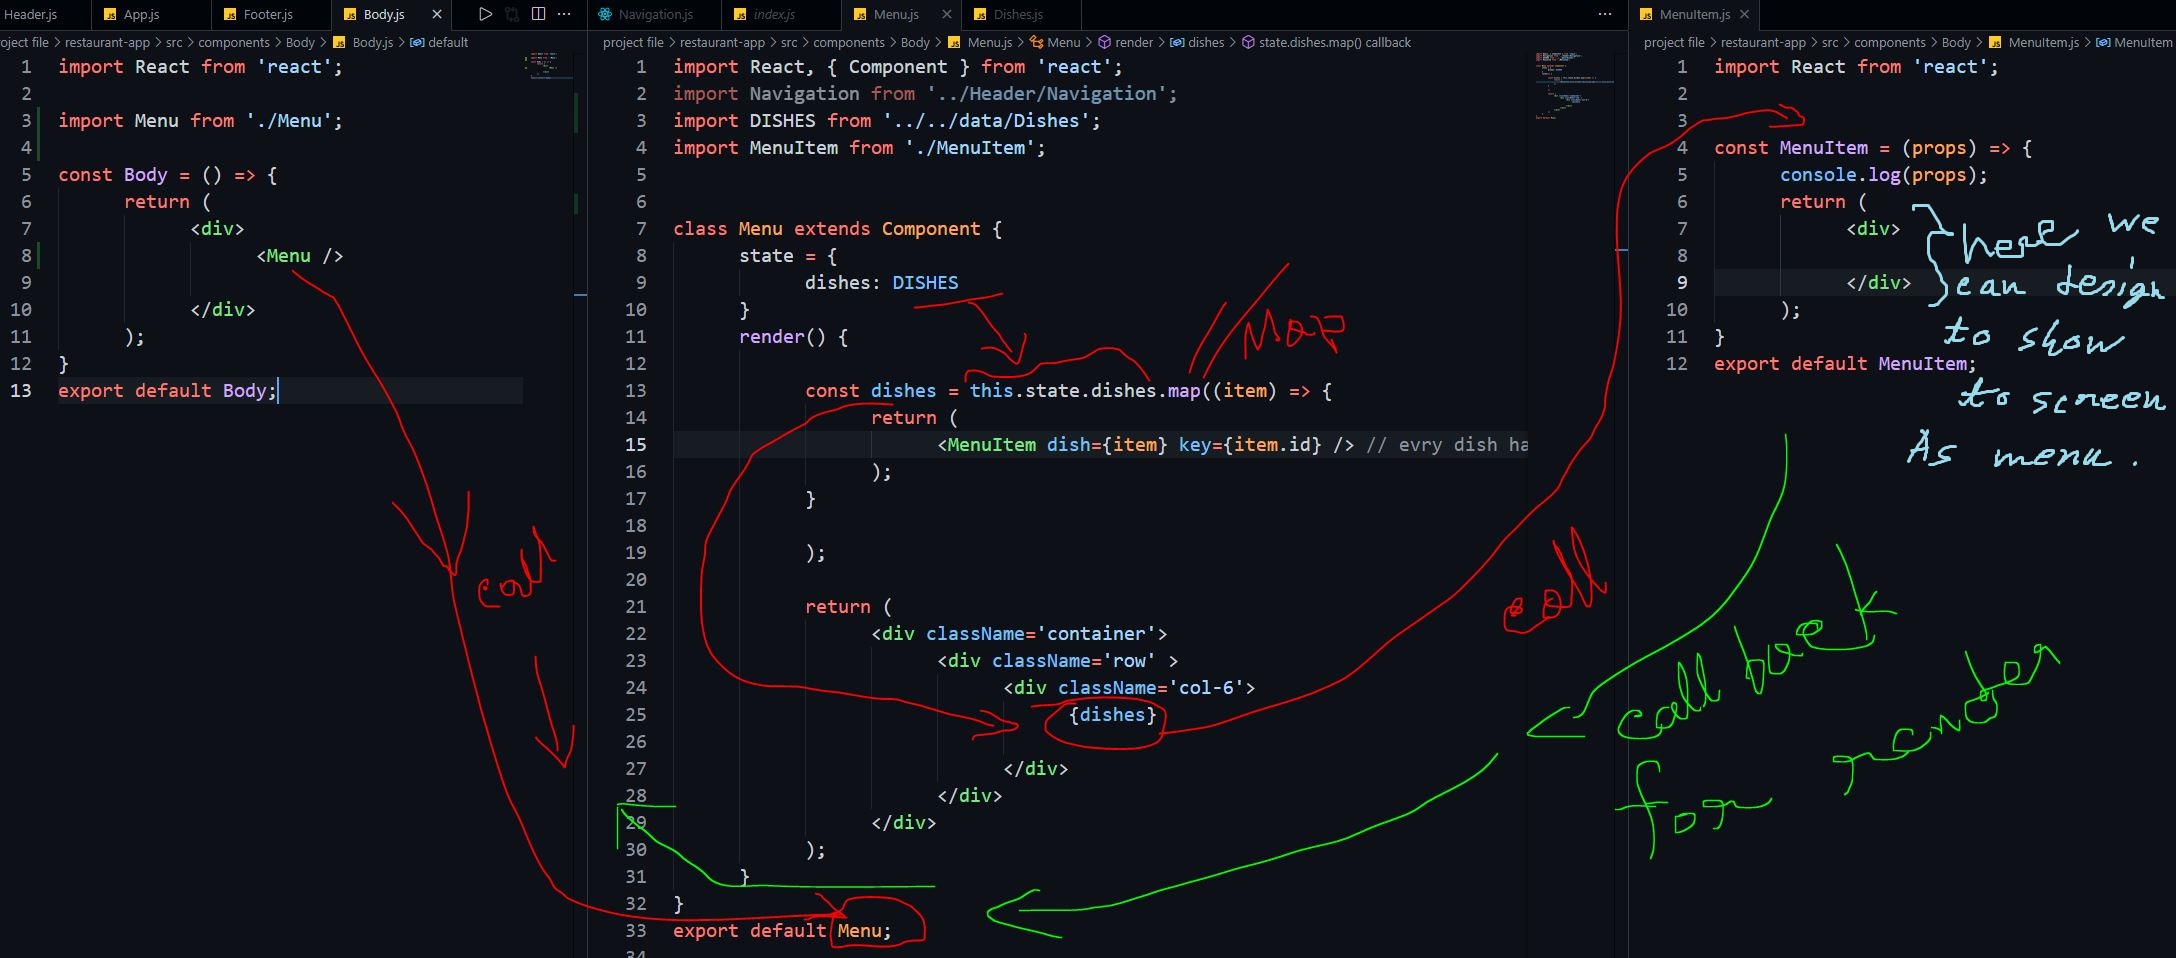 Header.js
App.js
Footer.js
Body.js
Navigation.js
index.js
Menu.js
Dishes.js
MenuItem.js
oject file > restaurant-app > src > components > Body > Body.js > default
1 import React from 'react';
2
3 import Menu from './Menu';
4
5 const Body = () => {
6 return (
7 <div>
8 <Menu />
9
10 </div>
11 );
12 }
13 export default Body;
call
project file > restaurant-app > src > components > Body > Menu.js > Menu > render > dishes > state.dishes.map() callback
1 import React, { Component } from 'react';
2 import Navigation from '../Header/Navigation';
3 import DISHES from '../../data/Dishes';
4 import MenuItem from './MenuItem';
5
6
7 class Menu extends Component {
8 state = {
9 dishes: DISHES
10 }
11 render() {
12
13 const dishes = this.state.dishes.map((item) => {
14 return (
15 <MenuItem dish={item} key={item.id} /> // evry dish ha
16 );
17 }
18
19 );
20
21 return (
22 <div className='container'>
23 <div className='row' >
24 <div className='col-6'>
25 {dishes}
26
27 </div>
28 </div>
29 </div>
30 );
31 }
32 }
33 export default Menu;
34
Map
call
project file > restaurant-app > src > components > Body > MenuItem.js > MenuItem
1 import React from 'react';
2
3
4 const MenuItem = (props) => {
5 console.log(props);
6 return (
7 <div>
8
9 </div>
10 );
11 }
12 export default MenuItem;
here we
can design
to show
to screen
As menu.
call back
for render